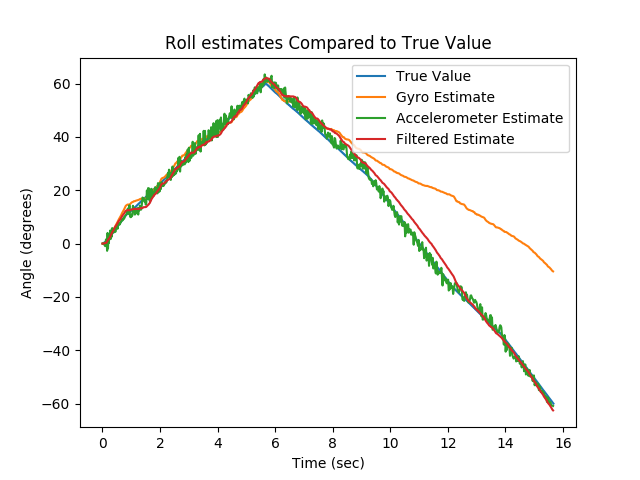 Roll estimates Compared to True Value
True Value
Gyro Estimate
Accelerometer Estimate
Filtered Estimate
60
40
20
0
−20
−40
−60
Angle (degrees)
0 2 4 6 8 10 12 14 16
Time (sec)